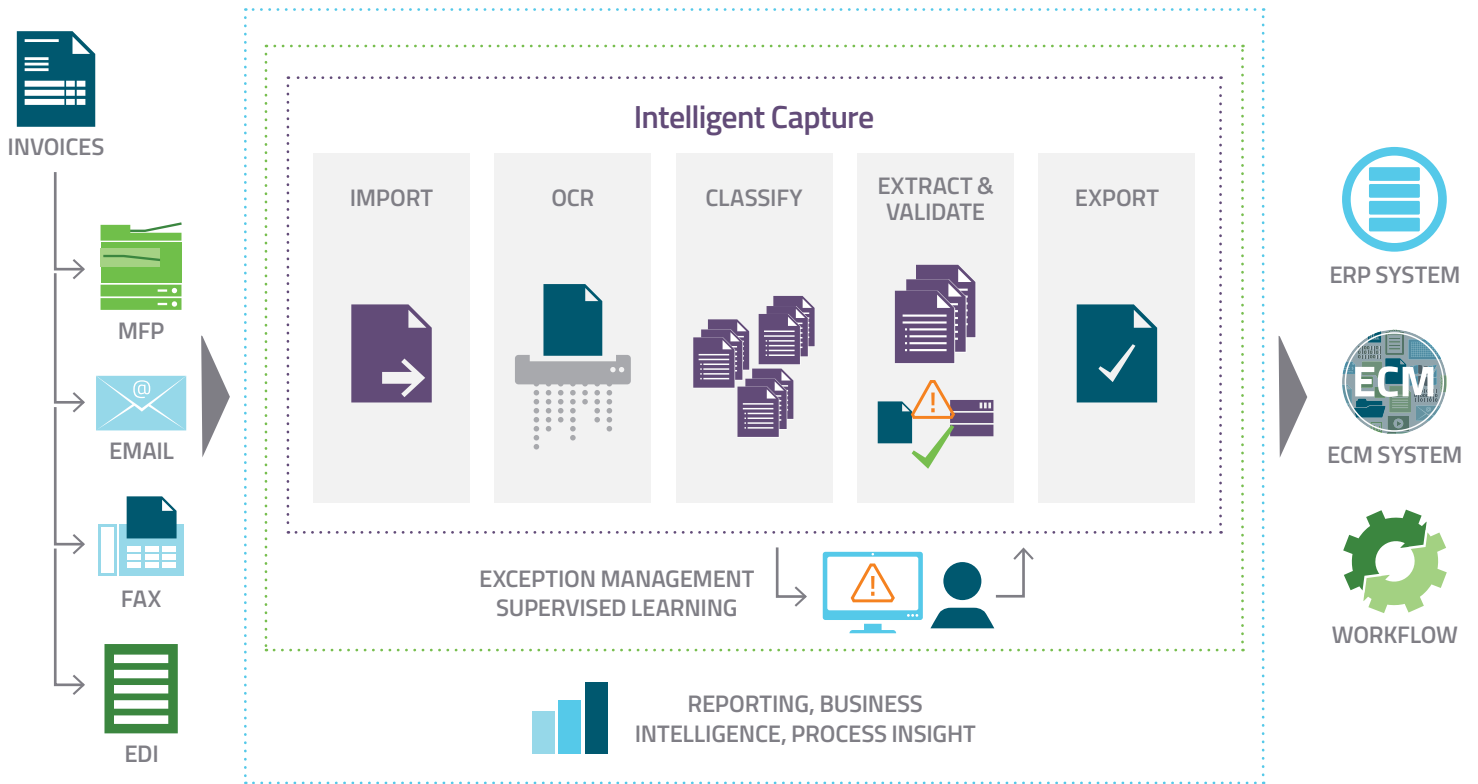 INVOICES
MFP
@
EMAIL
FAX
EDI
Intelligent Capture
IMPORT
OCR
CLASSIFY
EXTRACT &
VALIDATE
EXPORT
EXCEPTION MANAGEMENT
SUPERVISED LEARNING
REPORTING, BUSINESS
INTELLIGENCE, PROCESS INSIGHT
ERP SYSTEM
ECM
ECM SYSTEM
WORKFLOW